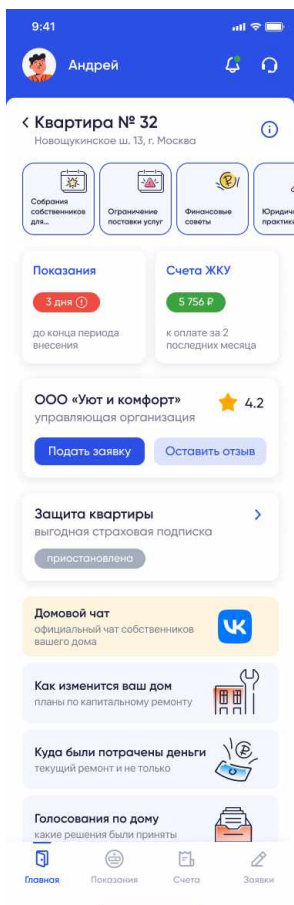 9:41
Андрей
Квартира № 32
Новощукинское ш. 13, г. Москва
Собрания
собственников
для...
Ограничение
поставки услуг
Финансовые
советы
Юридич
практик
Показания
3 дня
до конца периода
внесения
Счета ЖКУ
5 756 ₽
к оплате за 2
последних месяца
ООО «Уют и комфорт»
4.2
управляющая организация
Подать заявку
Оставить отзыв
Защита квартиры
выгодная страховая подписка
приостановлена
Домовой чат
официальный чат собственников
вашего дома
Как изменится ваш дом
планы по капитальному ремонту
Куда были потрачены деньги
текущий ремонт и не только
Голосования по дому
какие решения были приняты
Главная
Показания
Счета
Заявки